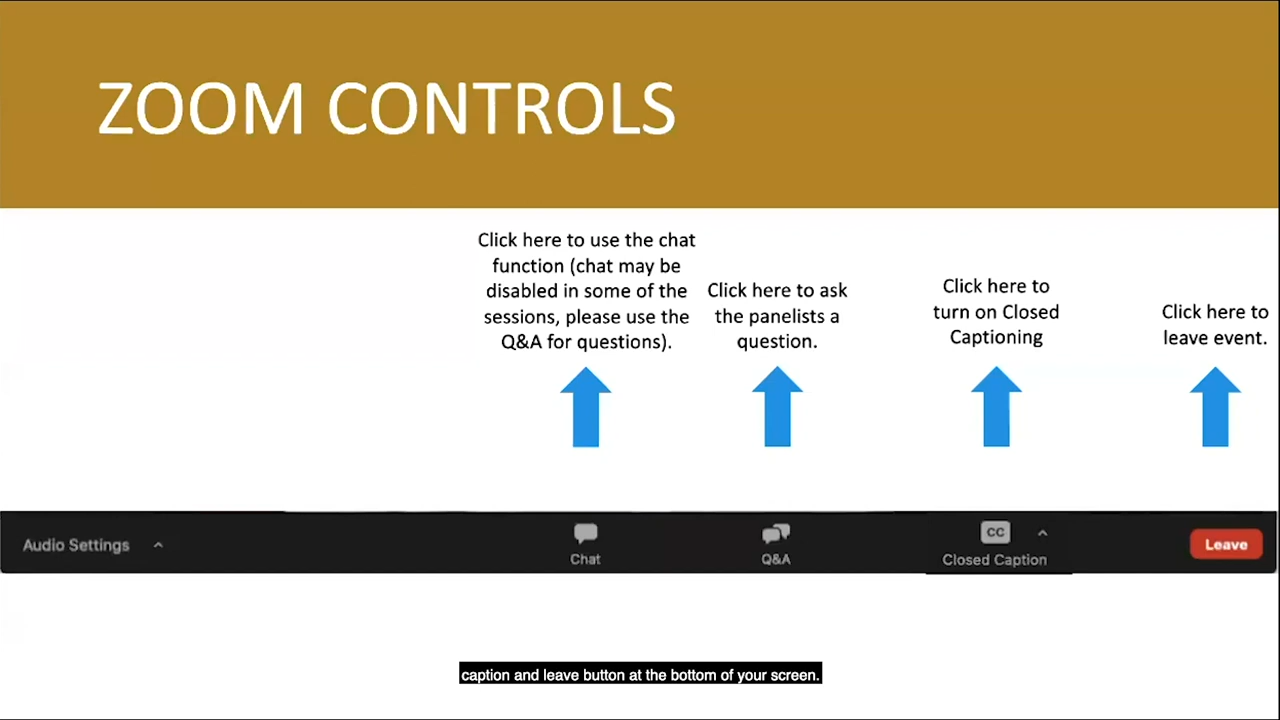 ZOOM CONTROLS
Click here to use the chat
function (chat may be
disabled in some of the
sessions, please use the
Q&A for questions).
Click here to ask
the panelists a
question.
Click here to
turn on Closed
Captioning
Click here to
leave event.
Audio Settings
Chat
Q&A
CC
Closed Caption
Leave
caption and leave button at the bottom of your screen.